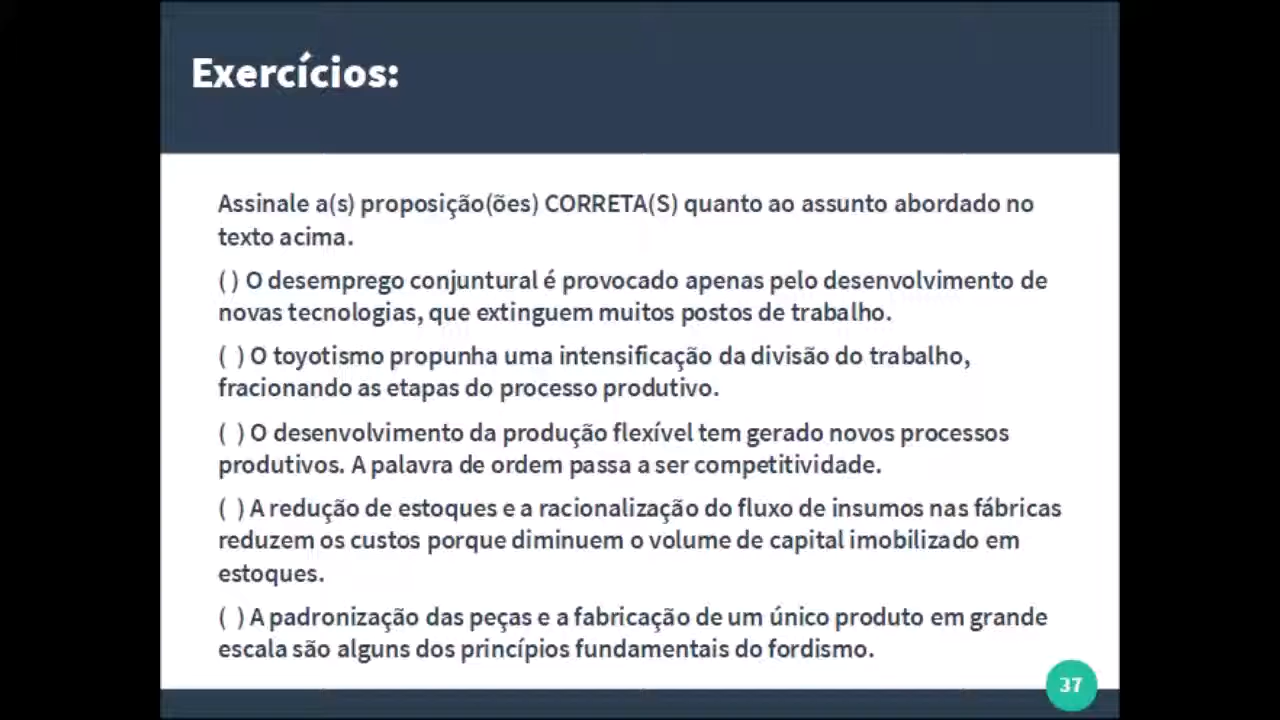 Exercícios:
Assinale a(s) proposição(ões) CORRETA(S) quanto ao assunto abordado no
texto acima.
( ) O desemprego conjuntural é provocado apenas pelo desenvolvimento de
novas tecnologias, que extinguem muitos postos de trabalho.
( ) O toyotismo propunha uma intensificação da divisão do trabalho,
fracionando as etapas do processo produtivo.
( ) O desenvolvimento da produção flexível tem gerado novos processos
produtivos. A palavra de ordem passa a ser competitividade.
( ) A redução de estoques e a racionalização do fluxo de insumos nas fábricas
reduzem os custos porque diminuem o volume de capital imobilizado em
estoques.
( ) A padronização das peças e a fabricação de um único produto em grande
escala são alguns dos princípios fundamentais do fordismo.
37